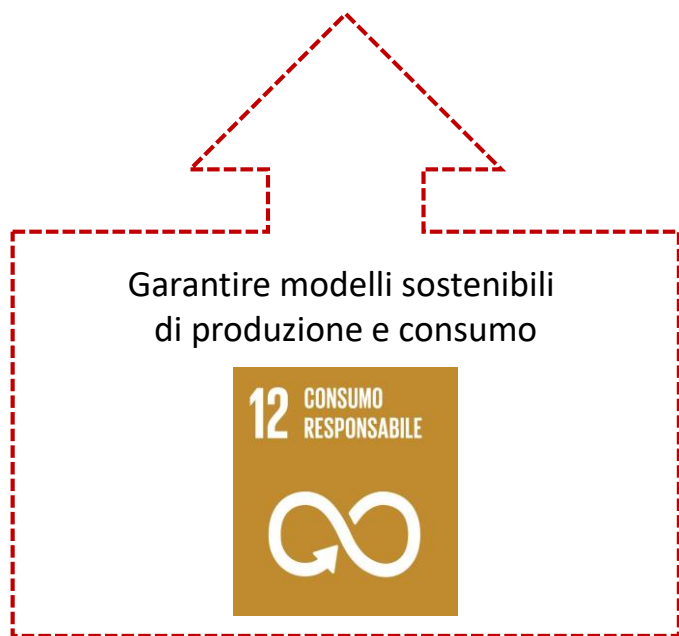 Garantire modelli sostenibili
di produzione e consumo
12 CONSUMO
RESPONSABILE